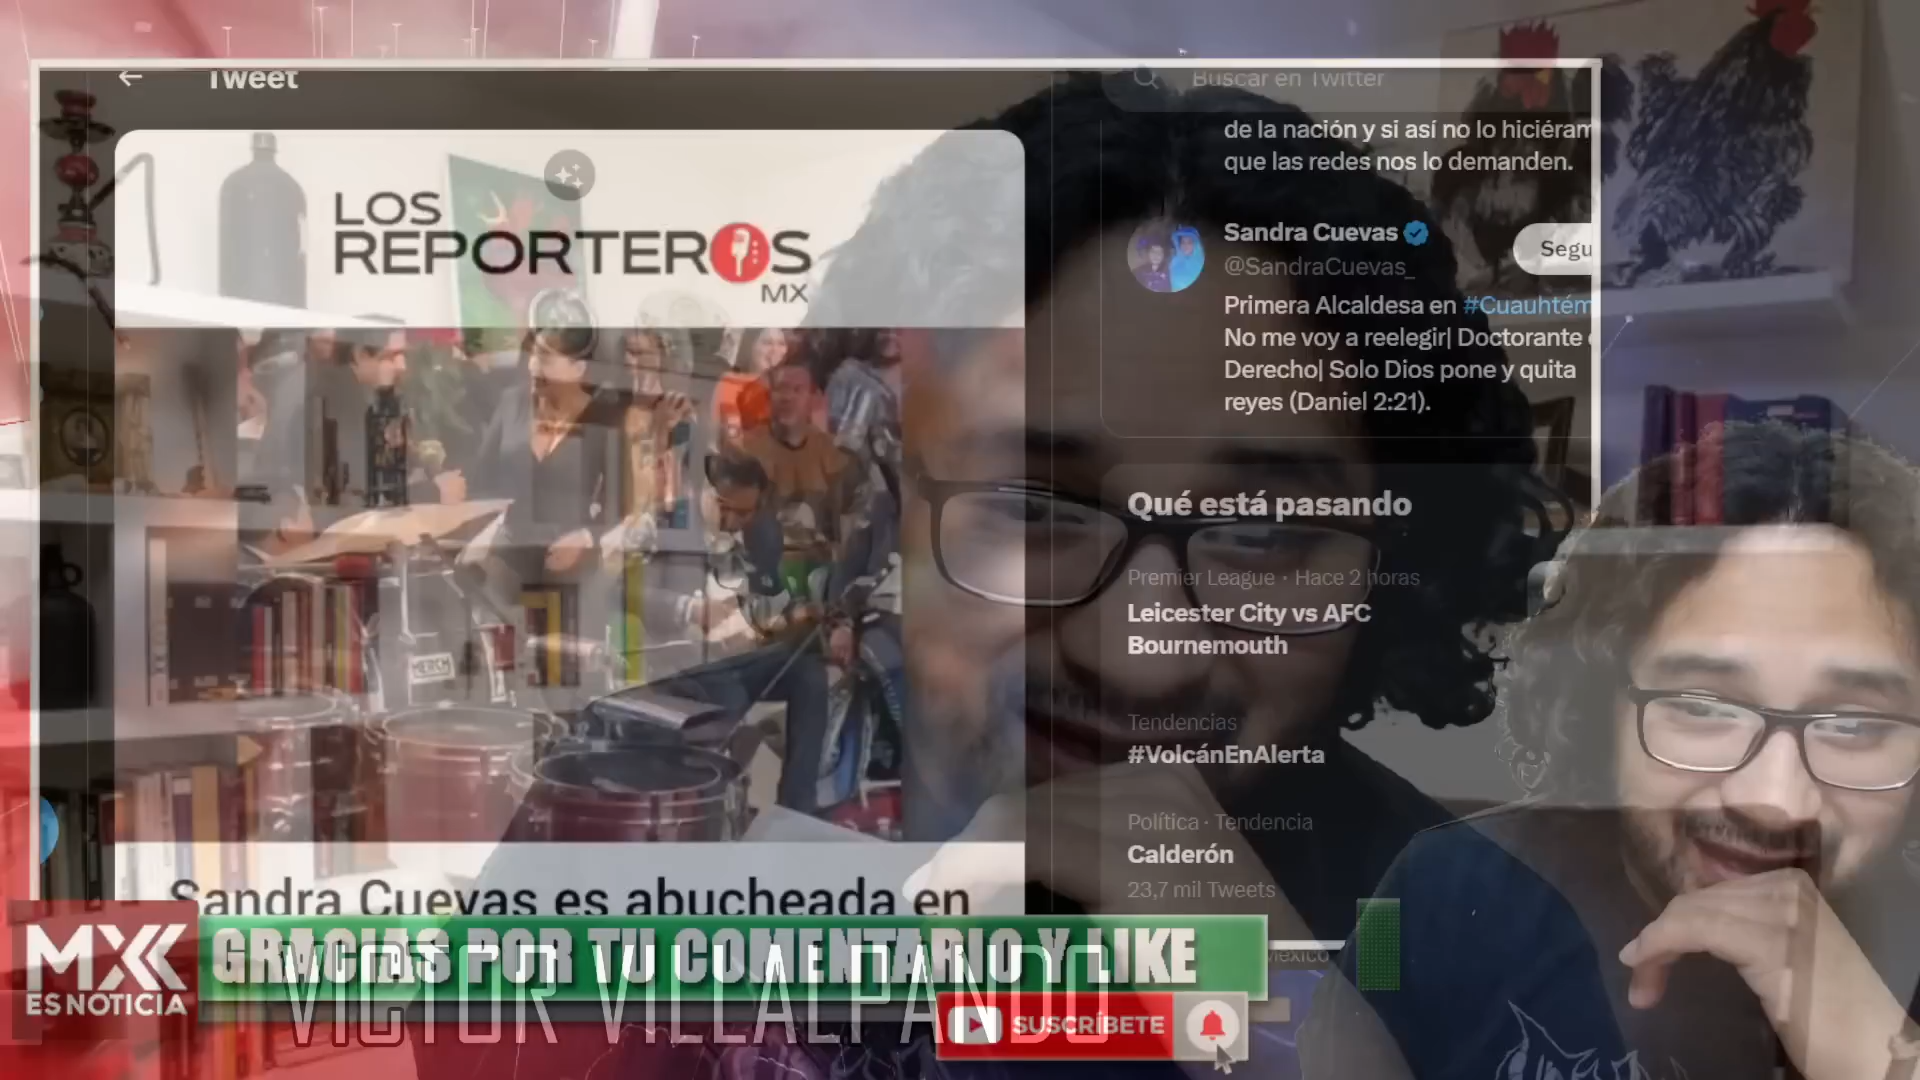 Tweet
Buscar en Twitter
de la nación y si así no lo hiciéram
que las redes nos lo demanden.
LOS
REPORTEROS
MX
Sandra Cuevas
@SandraCuevas_
Segu
Primera Alcaldesa en #Cuauhtém
No me voy a reelegir| Doctorante
Derecho| Solo Dios pone y quita
reyes (Daniel 2:21).
Qué está pasando
Premier League · Hace 2 horas
Leicester City vs AFC
Bournemouth
MERCH
Tendencias
#VolcánEnAlerta
Política · Tendencia
Calderón
23,7 mil Tweets
Sandra Cuevas es abucheada en
México
MX
ES NOTICIA
GRACIAS POR TU COMENTARIO Y LIKE
VICTOR VILLALPANDO
SUSCRÍBETE